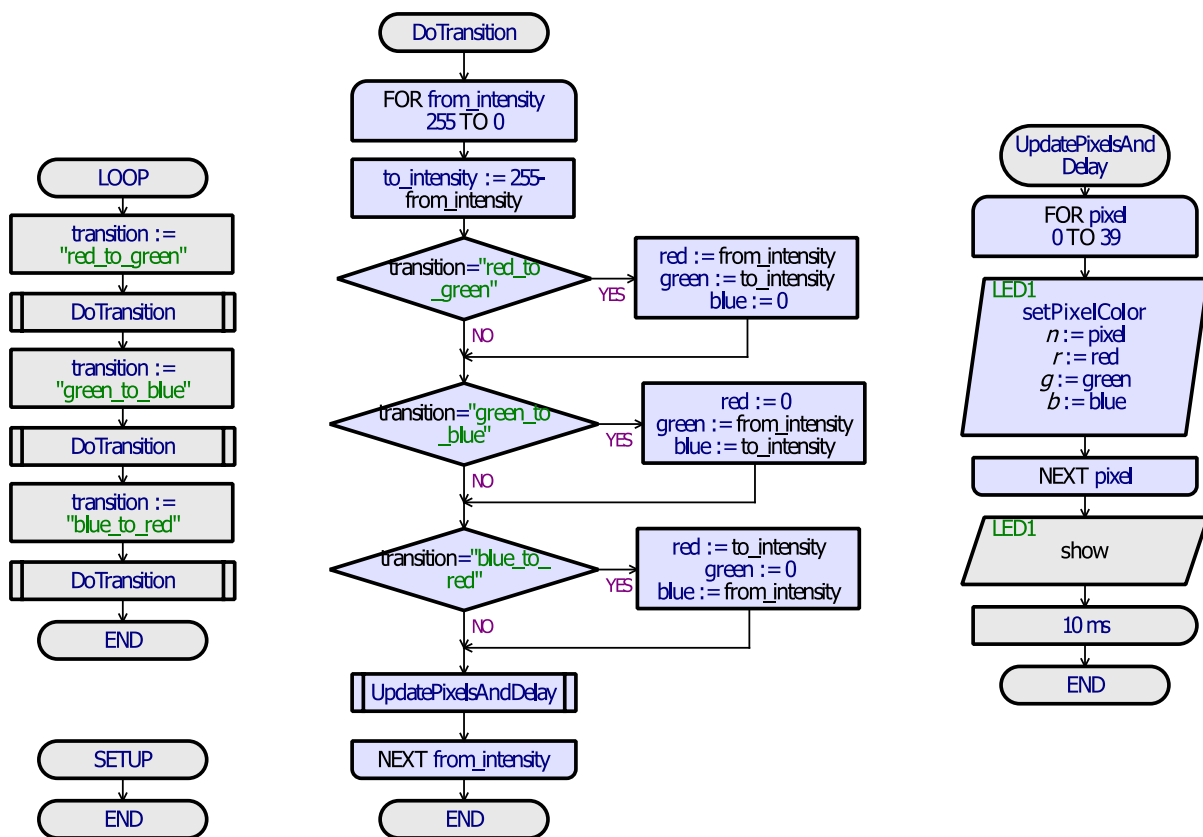 LOOP
transition :=
"red_to_green"
DoTransition
transition :=
"green_to_blue"
DoTransition
transition :=
"blue_to_red"
DoTransition
END
SETUP
END
DoTransition
FOR from_intensity
255 TO 0
to_intensity := 255-
from_intensity
transition="red_to
_green"
YES
red := from_intensity
green := to_intensity
blue := 0
NO
transition="green_to
_blue"
YES
red := 0
green := from_intensity
blue := to_intensity
NO
transition="blue_to_
red"
YES
red := to_intensity
green := 0
blue := from_intensity
NO
UpdatePixelsAndDelay
NEXT from_intensity
END
UpdatePixelsAnd
Delay
FOR pixel
0 TO 39
LED1
setPixelColor
n := pixel
r := red
g := green
b := blue
NEXT pixel
LED1
show
10 ms
END